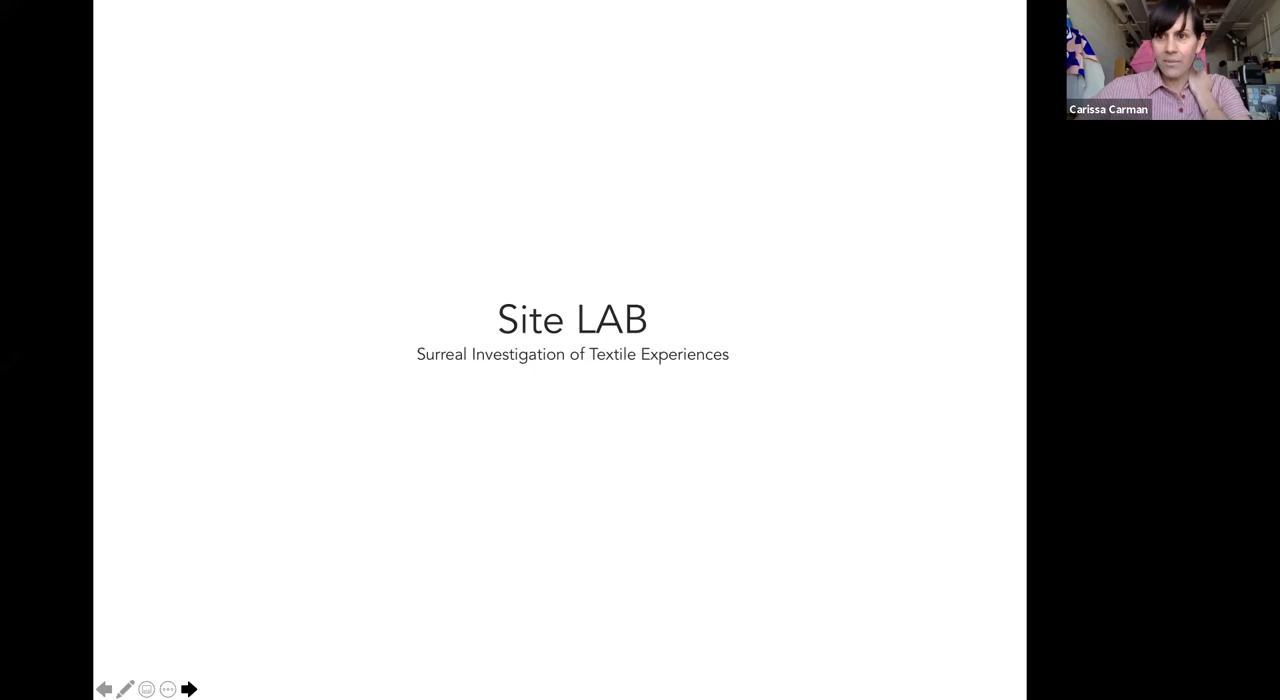 Site LAB
Surreal Investigation of Textile Experiences
Carissa Carman